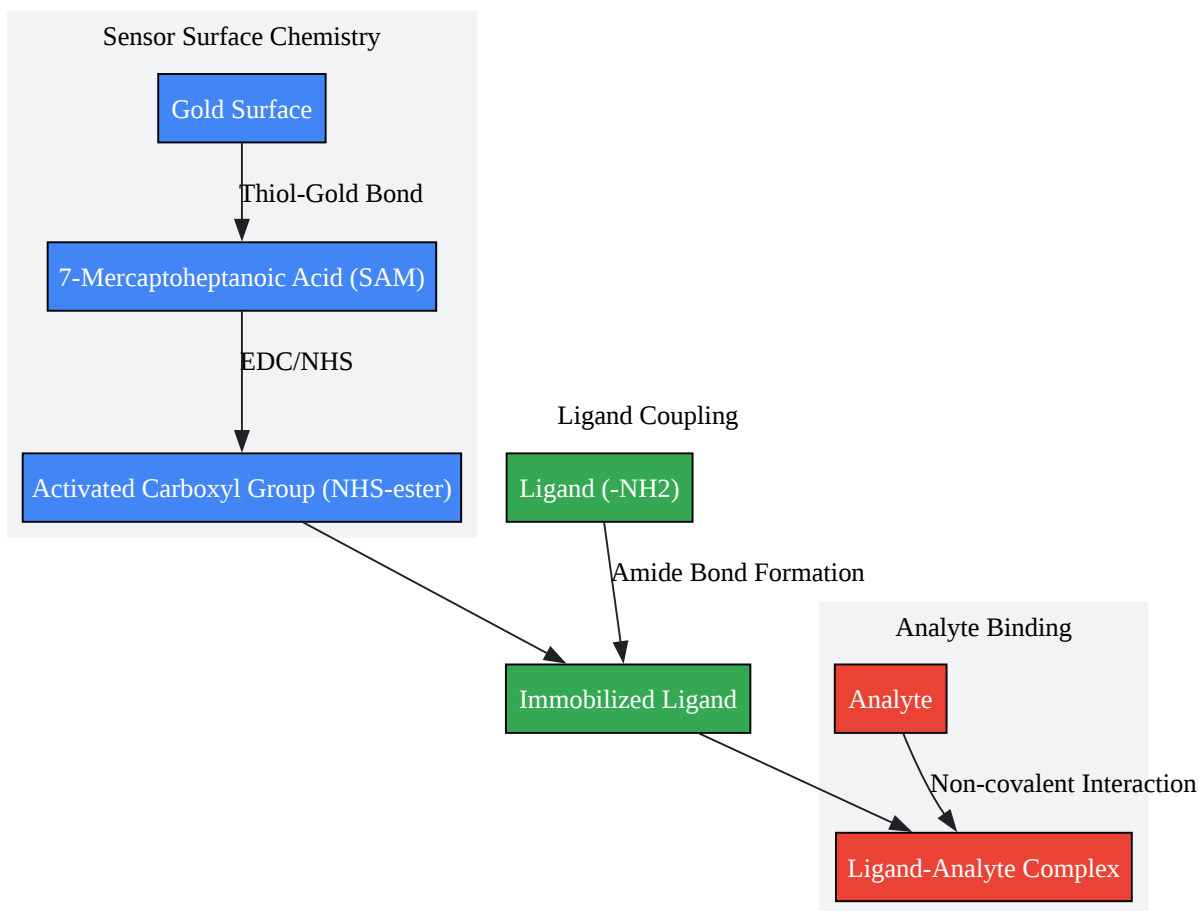 Sensor Surface Chemistry
Gold Surface
Thiol-Gold Bond
7-Mercaptoheptanoic Acid (SAM)
EDC/NHS
Activated Carboxyl Group (NHS-ester)
Ligand Coupling
Ligand (-NH2)
Amide Bond Formation
Immobilized Ligand
Analyte Binding
Analyte
Non-covalent Interaction
Ligand-Analyte Complex